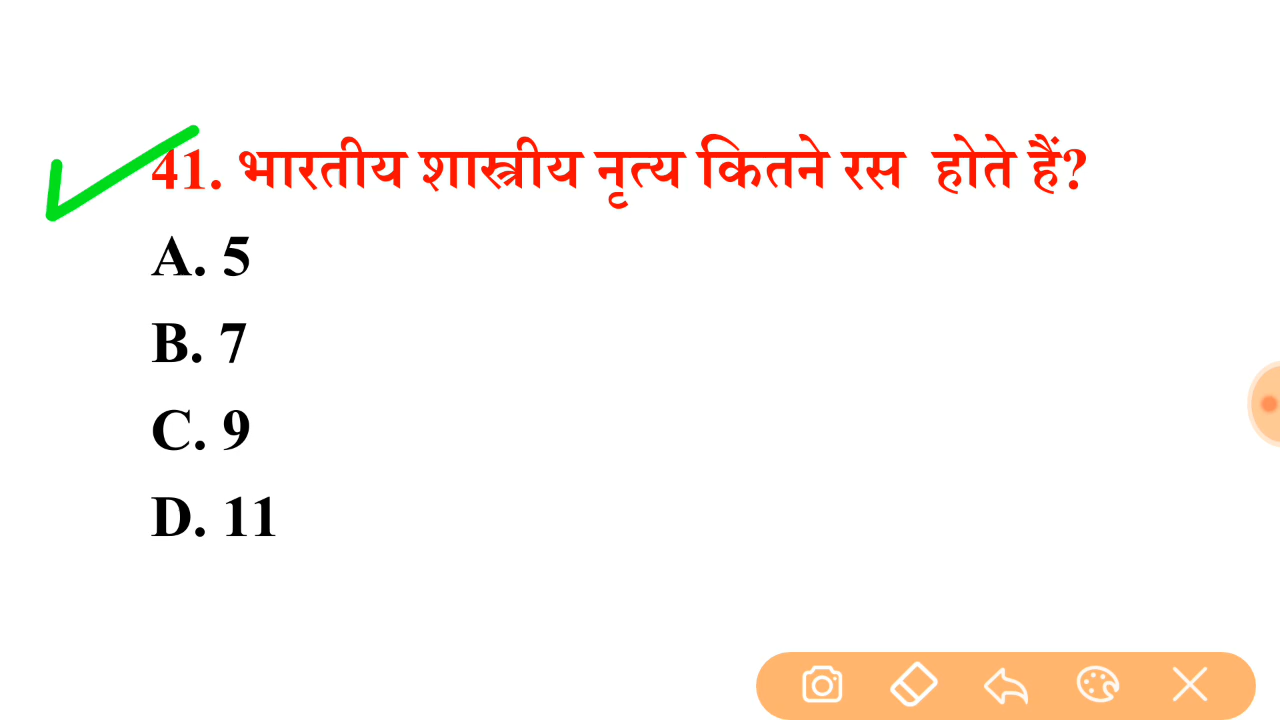 41. भारतीय शास्त्रीय नृत्य कितने रस होते हैं?
A. 5
B. 7
C. 9
D. 11